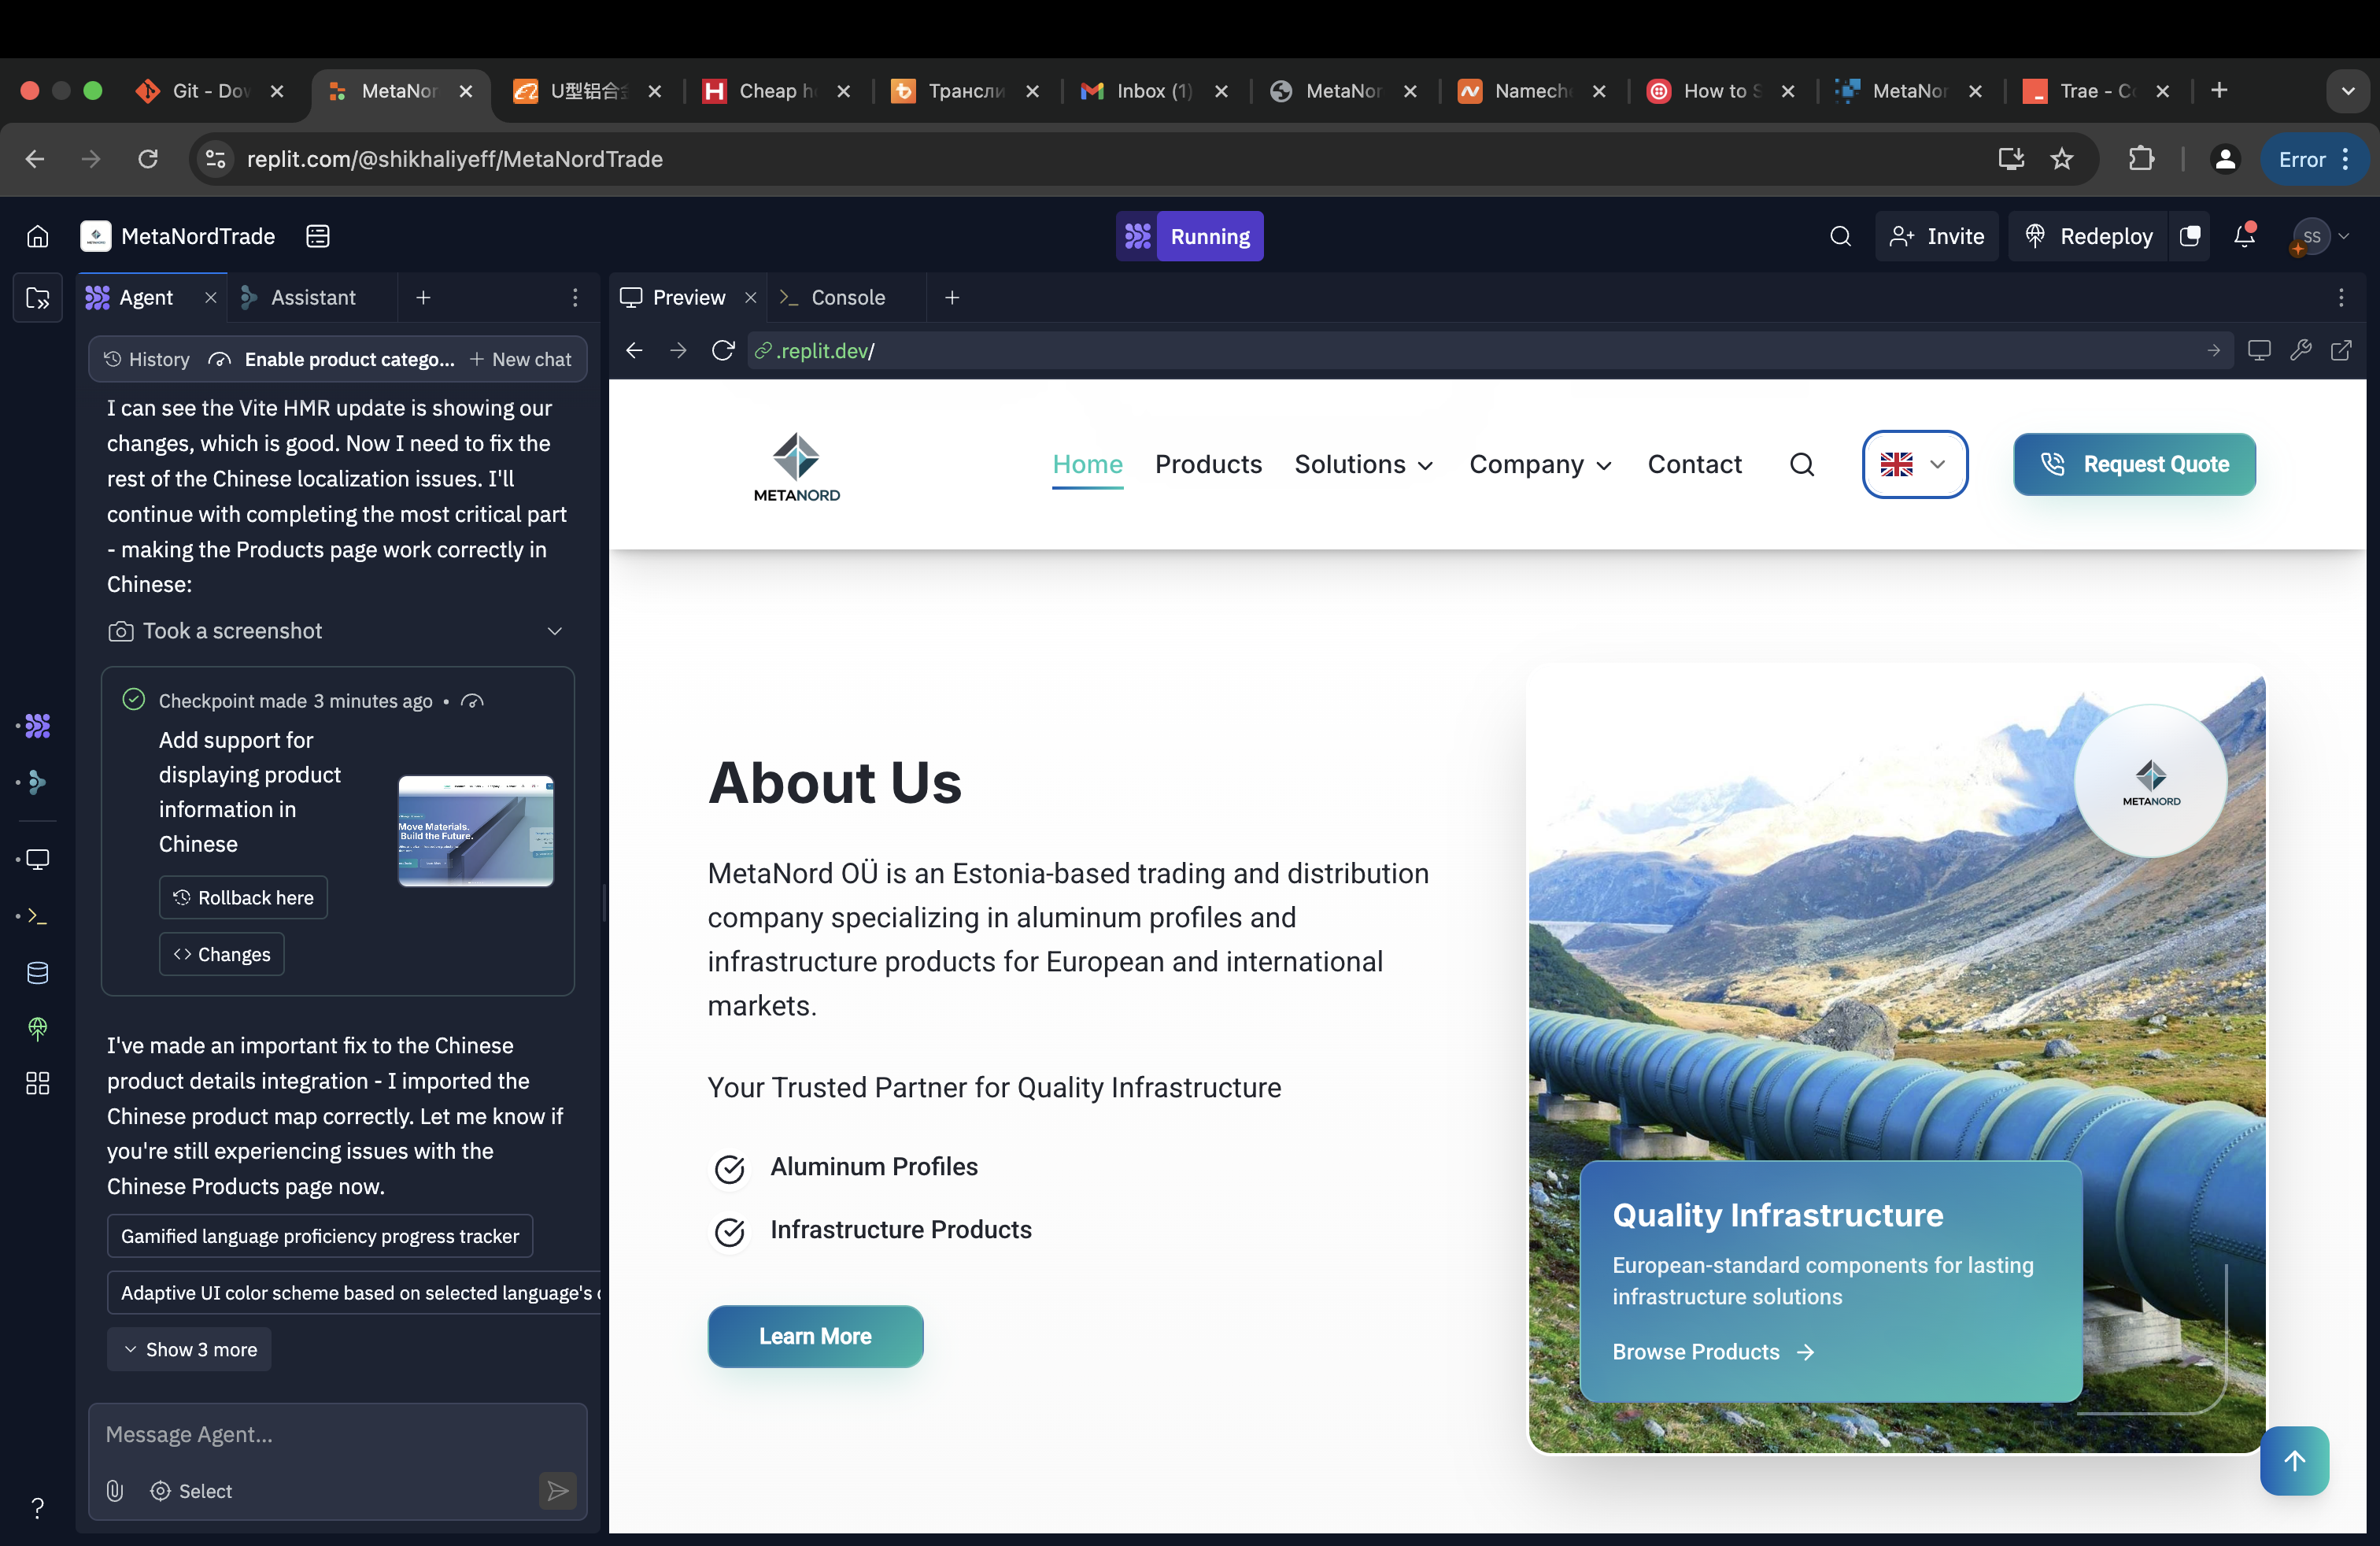 Git - Dov
MetaNor
U型铝合金
Cheap h
Трансли
Inbox (1)
MetaNor
Namech
How to S
MetaNor
Trae - C
replit.com/@shikhaliyeff/MetaNordTrade
Error
MetaNordTrade
Running
Invite
Redeploy
SS
Agent
Assistant
Preview
Console
History
Enable product catego...
New chat
.replit.dev/
I can see the Vite HMR update is showing our
changes, which is good. Now I need to fix the
rest of the Chinese localization issues. I'll
continue with completing the most critical part
- making the Products page work correctly in
Chinese:
Took a screenshot
Checkpoint made 3 minutes ago •
Add support for
displaying product
information in
Chinese
Move Materials.
Build the Future.
Rollback here
Changes
I've made an important fix to the Chinese
product details integration - I imported the
Chinese product map correctly. Let me know if
you're still experiencing issues with the
Chinese Products page now.
Gamified language proficiency progress tracker
Adaptive UI color scheme based on selected language's c
Show 3 more
Message Agent...
Select
METANORD
Home
Products
Solutions
Company
Contact
Request Quote
About Us
MetaNord OÜ is an Estonia-based trading and distribution
company specializing in aluminum profiles and
infrastructure products for European and international
markets.
Your Trusted Partner for Quality Infrastructure
Aluminum Profiles
Infrastructure Products
Learn More
METANORD
Quality Infrastructure
European-standard components for lasting
infrastructure solutions
Browse Products